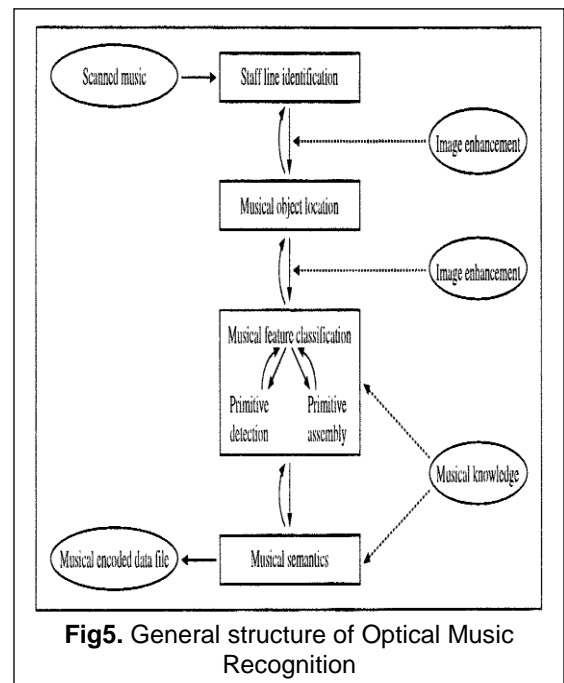 Scanned music
Staff line identification
Image enhancement
Musical object location
Image enhancement
Musical feature classification
Primitive
detection
Primitive
assembly
Musical knowledge
Musical encoded data file
Musical semantics
Fig5. General structure of Optical Music
Recognition